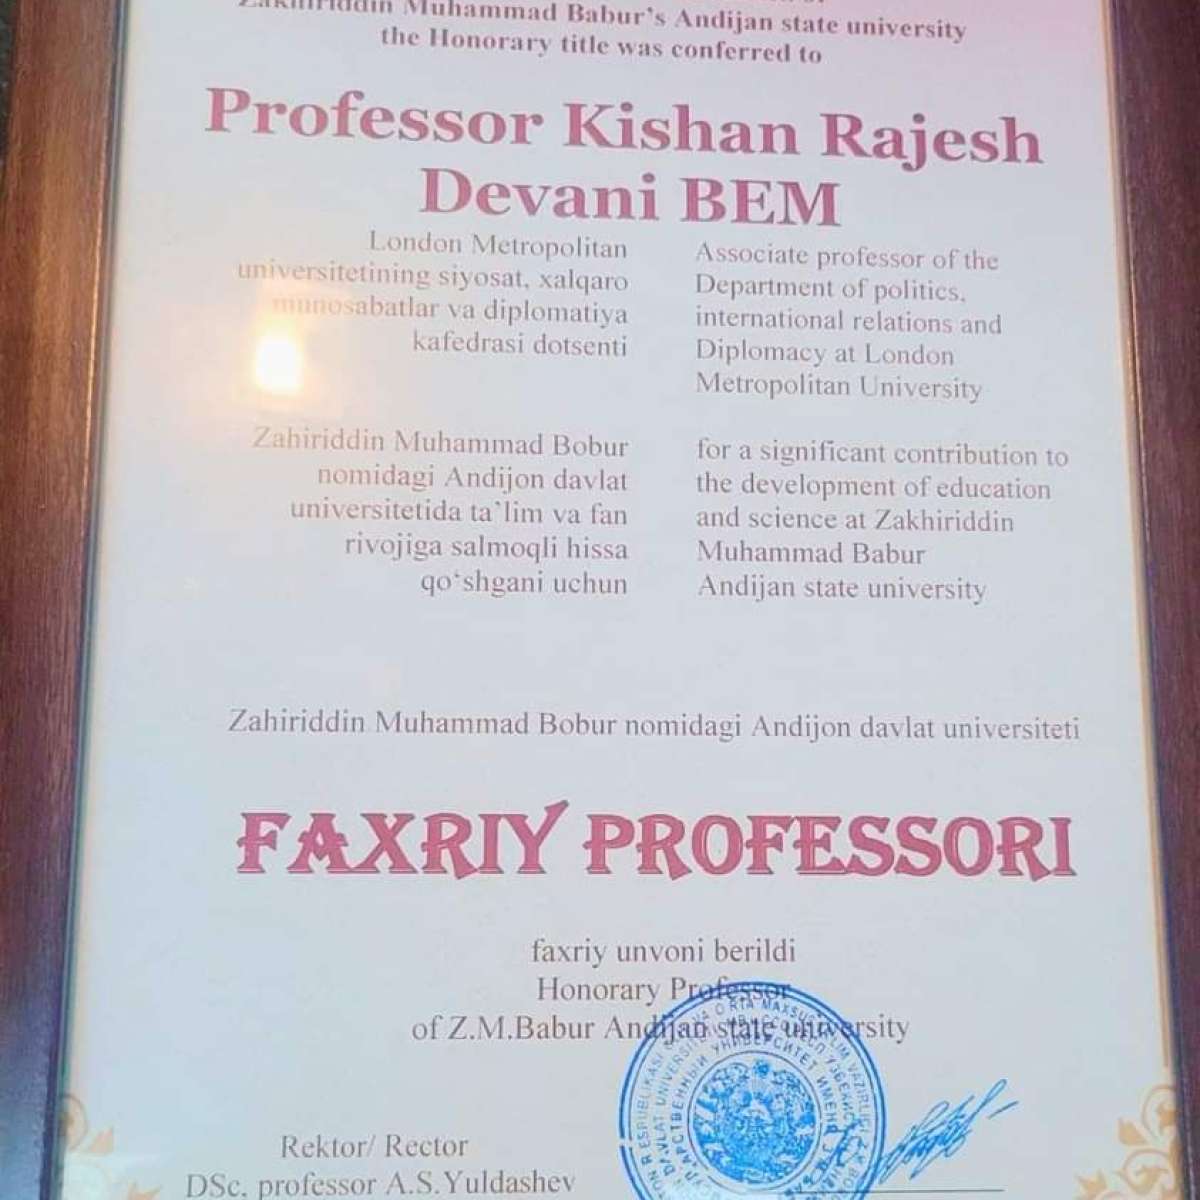 Zakhiriddin Muhammad Babur's Andijan state university
the Honorary title was conferred to
Professor Kishan Rajesh
Devani BEM
London Metropolitan
universitetining siyosat, xalqaro
munosabatlar va diplomatiya
kafedrasi dotsenti
Associate professor of the
Department of politics,
international relations and
Diplomacy at London
Metropolitan University
Zahiriddin Muhammad Bobur
nomidagi Andijon davlat
universitetida ta`lim va fan
rivojiga salmoqli hissa
qo‘shgani uchun
for a significant contribution to
the development of education
and science at Zakhiriddin
Muhammad Babur
Andijan state university
Zahiriddin Muhammad Bobur nomidagi Andijon davlat universiteti
FAXRIY PROFESSORI
faxriy unvoni berildi
Honorary Professor
of Z.M.Babur Andijan state university
Rektor/ Rector
DSc, professor A.S.Yuldashev